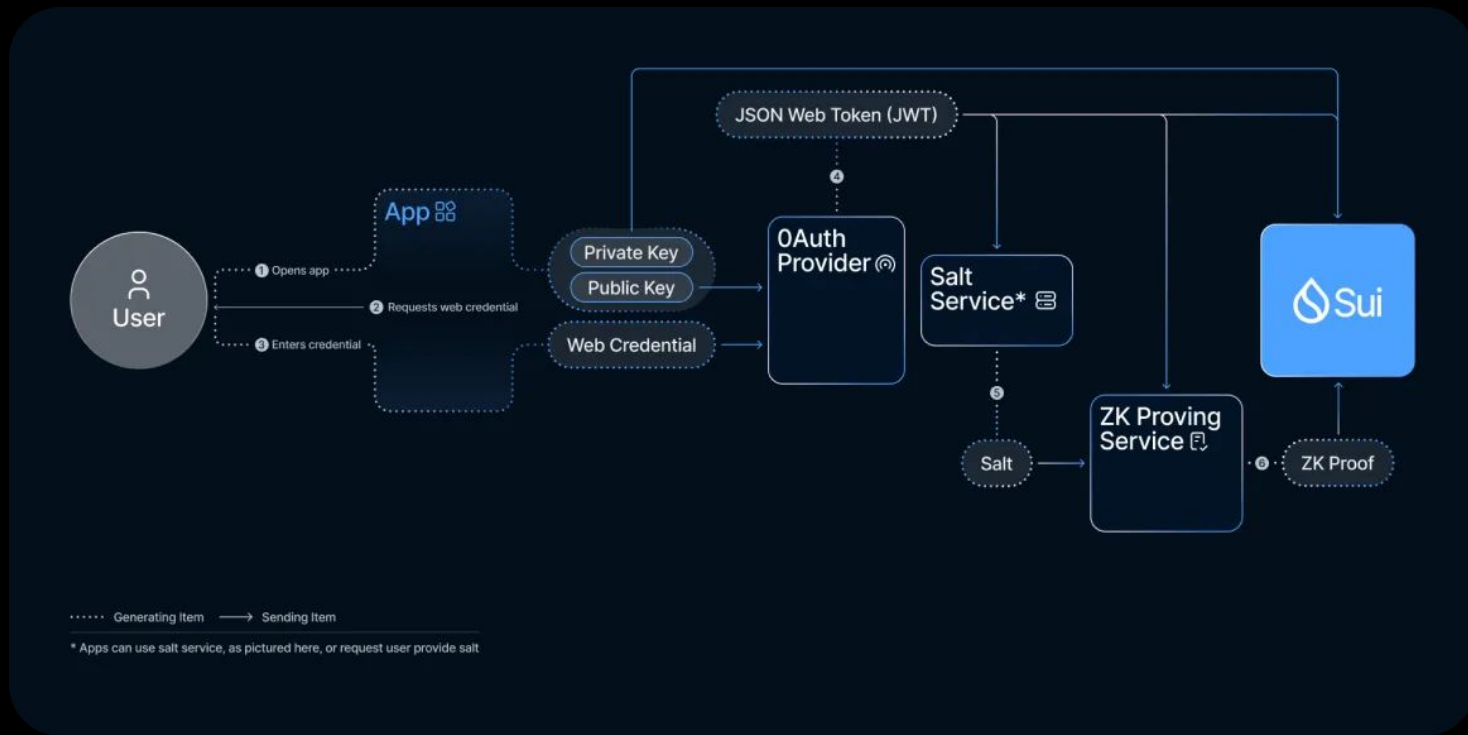 JSON Web Token (JWT)
4
App
Private Key
Public Key
Web Credential
0Auth
Provider
Salt
Service*
Sui
User
1 Opens app
2 Requests web credential
3 Enters credential
5
Salt
ZK Proving
Service
6
ZK Proof
Generating Item
Sending Item
* Apps can use salt service, as pictured here, or request user provide salt